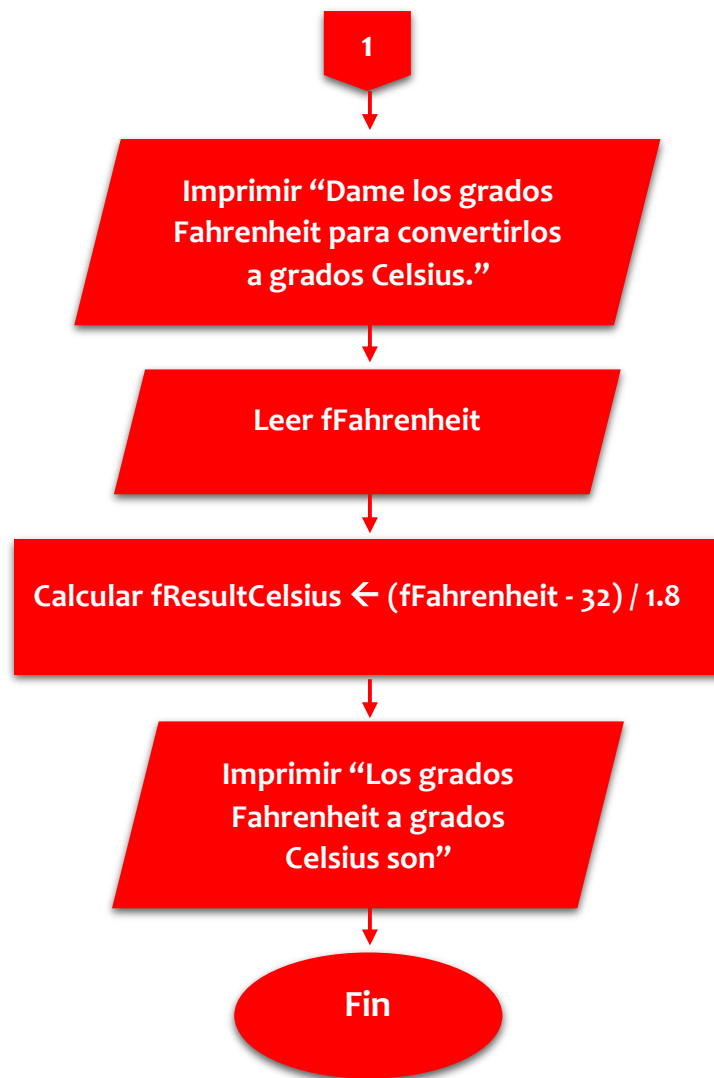 1
Imprimir “Dame los grados
Fahrenheit para convertirlos
a grados Celsius.”
Leer fFahrenheit
Calcular fResultCelsius ← (fFahrenheit - 32) / 1.8
Imprimir “Los grados
Fahrenheit a grados
Celsius son”
Fin